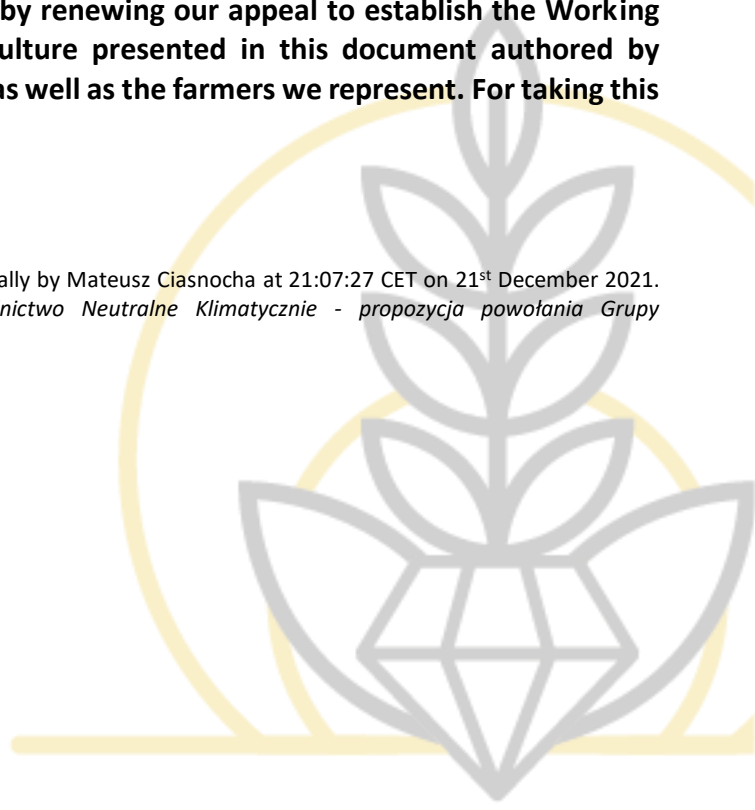 by renewing our appeal to establish the Working
ulture presented in this document authored by
as well as the farmers we represent. For taking this
ally by Mateusz Ciasnocha at 21:07:27 CET on 21st December 2021.
nictwo Neutralne Klimatycznie - propozycja powołania Grupy